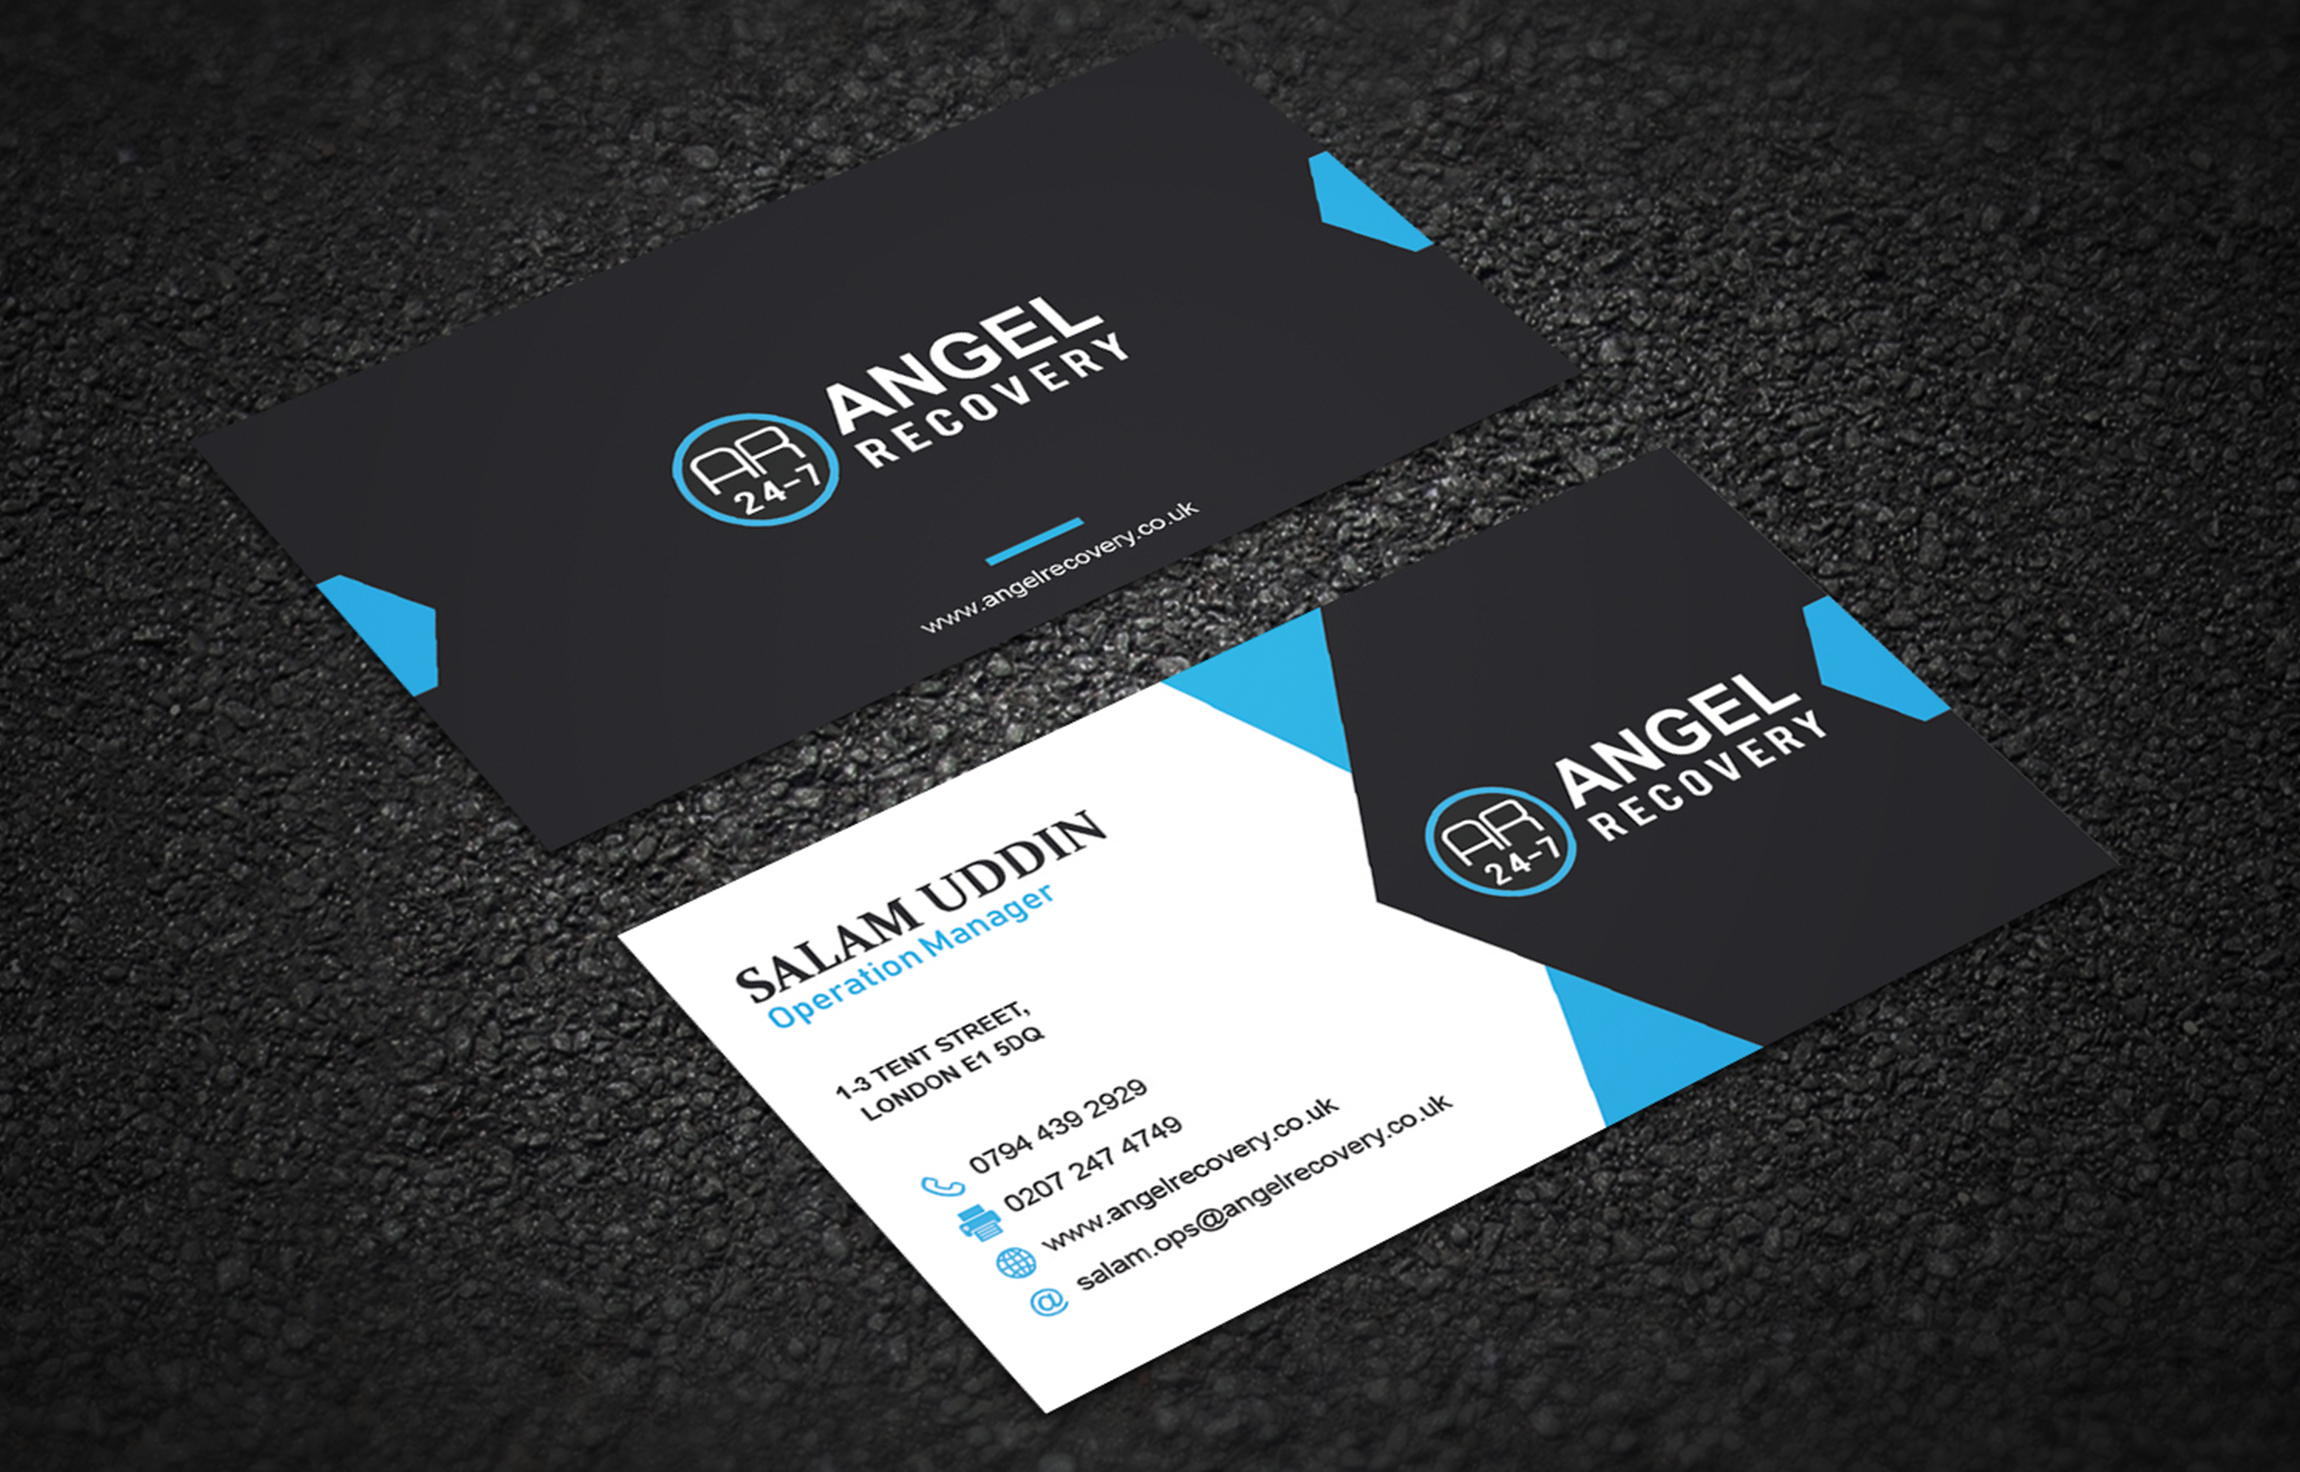 ANGEL
RECOVERY
AR
24-7
www.angelrecovery.co.uk
ANGEL
RECOVERY
AR
24-7
SALAM UDDIN
Operation Manager
1-3 TENT STREET,
LONDON E1 5DQ
0794 439 2929
0207 247 4749
www.angelrecovery.co.uk
@ salam.ops@angelrecovery.co.uk